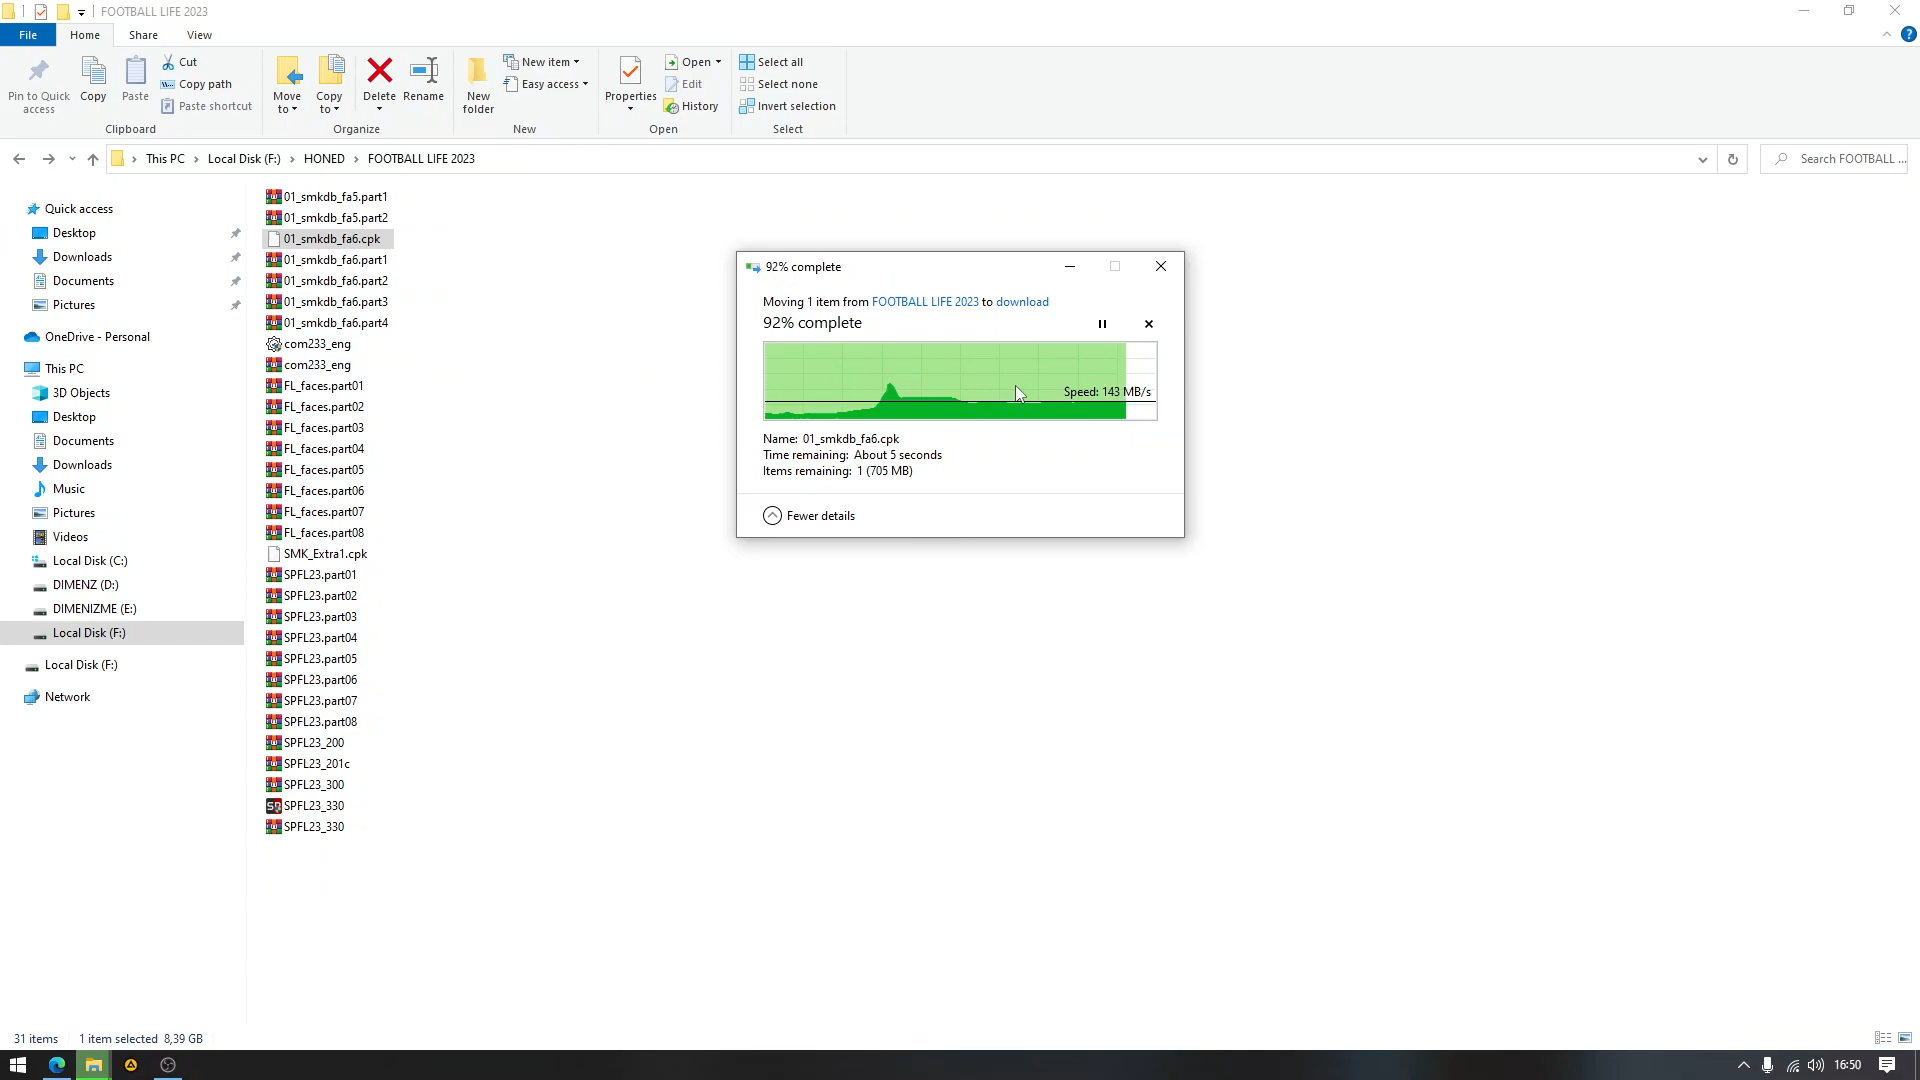 FOOTBALL LIFE 2023
File Home Share View
Pin to Quick access
Copy
Paste
Cut
Copy path
Paste shortcut
Clipboard
Move to
Copy to
Delete
Rename
Organize
New folder
New item
Easy access
New
Properties
Open
Edit
History
Open
Select all
Select none
Invert selection
Select
This PC Local Disk (F:) HONED FOOTBALL LIFE 2023
Search FOOTBALL ...
Quick access
Desktop
Downloads
Documents
Pictures
OneDrive - Personal
This PC
3D Objects
Desktop
Documents
Downloads
Music
Pictures
Videos
Local Disk (C:)
DIMENZ (D:)
DIMENIZME (E:)
Local Disk (F:)
Local Disk (F:)
Network
01_smkdb_fa5.part1
01_smkdb_fa5.part2
01_smkdb_fa6.cpk
01_smkdb_fa6.part1
01_smkdb_fa6.part2
01_smkdb_fa6.part3
01_smkdb_fa6.part4
com233_eng
com233_eng
FL_faces.part01
FL_faces.part02
FL_faces.part03
FL_faces.part04
FL_faces.part05
FL_faces.part06
FL_faces.part07
FL_faces.part08
SMK_Extra1.cpk
SPFL23.part01
SPFL23.part02
SPFL23.part03
SPFL23.part04
SPFL23.part05
SPFL23.part06
SPFL23.part07
SPFL23.part08
SPFL23_200
SPFL23_201c
SPFL23_300
SPFL23_330
SPFL23_330
92% complete
Moving 1 item from FOOTBALL LIFE 2023 to download
92% complete
Speed: 143 MB/s
Name: 01_smkdb_fa6.cpk
Time remaining: About 5 seconds
Items remaining: 1 (705 MB)
Fewer details
31 items 1 item selected 8,39 GB
16:50